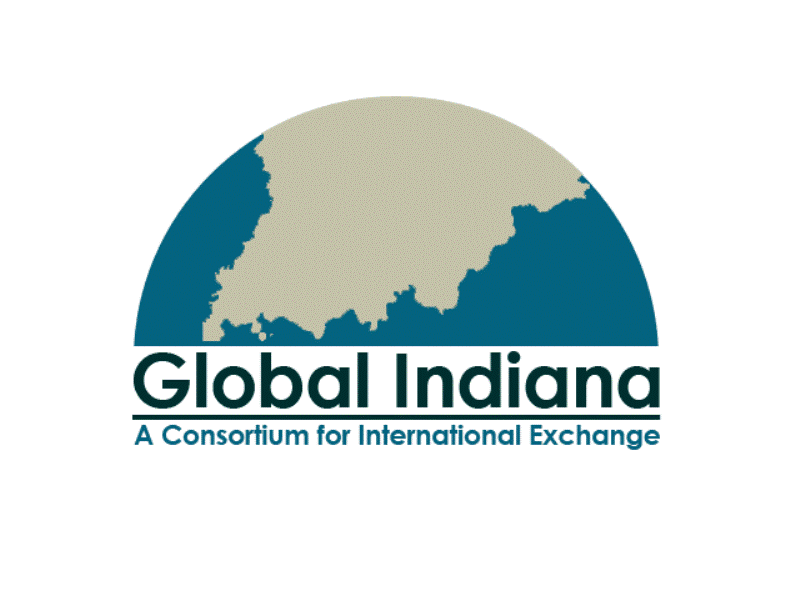 Global Indiana
A Consortium for International Exchange